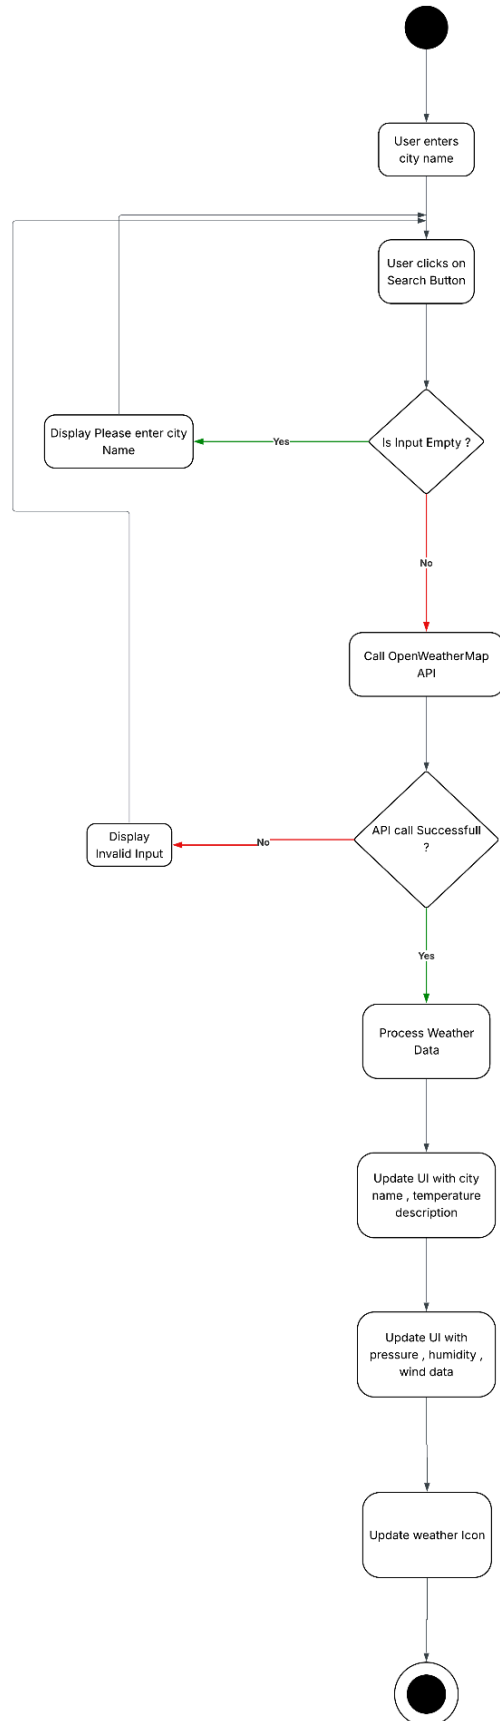 User enters
city name
User clicks on
Search Button
Is Input Empty ?
Yes
Display Please enter city
Name
No
Call OpenWeatherMap
API
API call Successfull
?
No
Display
Invalid Input
Yes
Process Weather
Data
Update UI with city
name , temperature
description
Update UI with
pressure , humidity ,
wind data
Update weather Icon